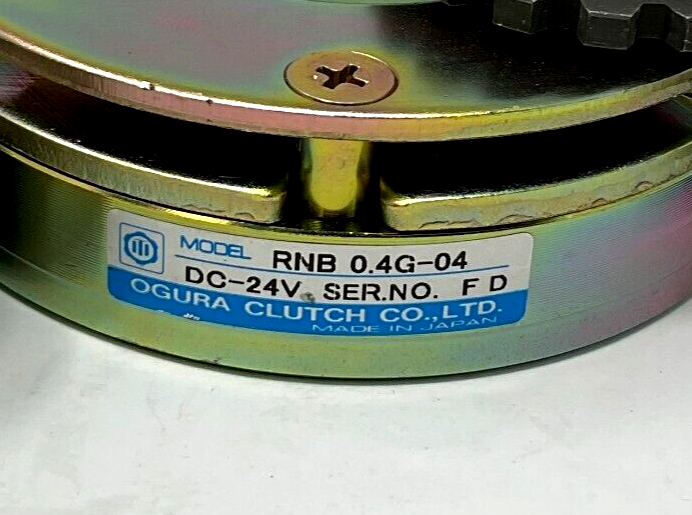 MODEL RNB 0.4G-04
DC-24V SER.NO. F D
OGURA CLUTCH CO.,LTD.
MADE IN JAPAN